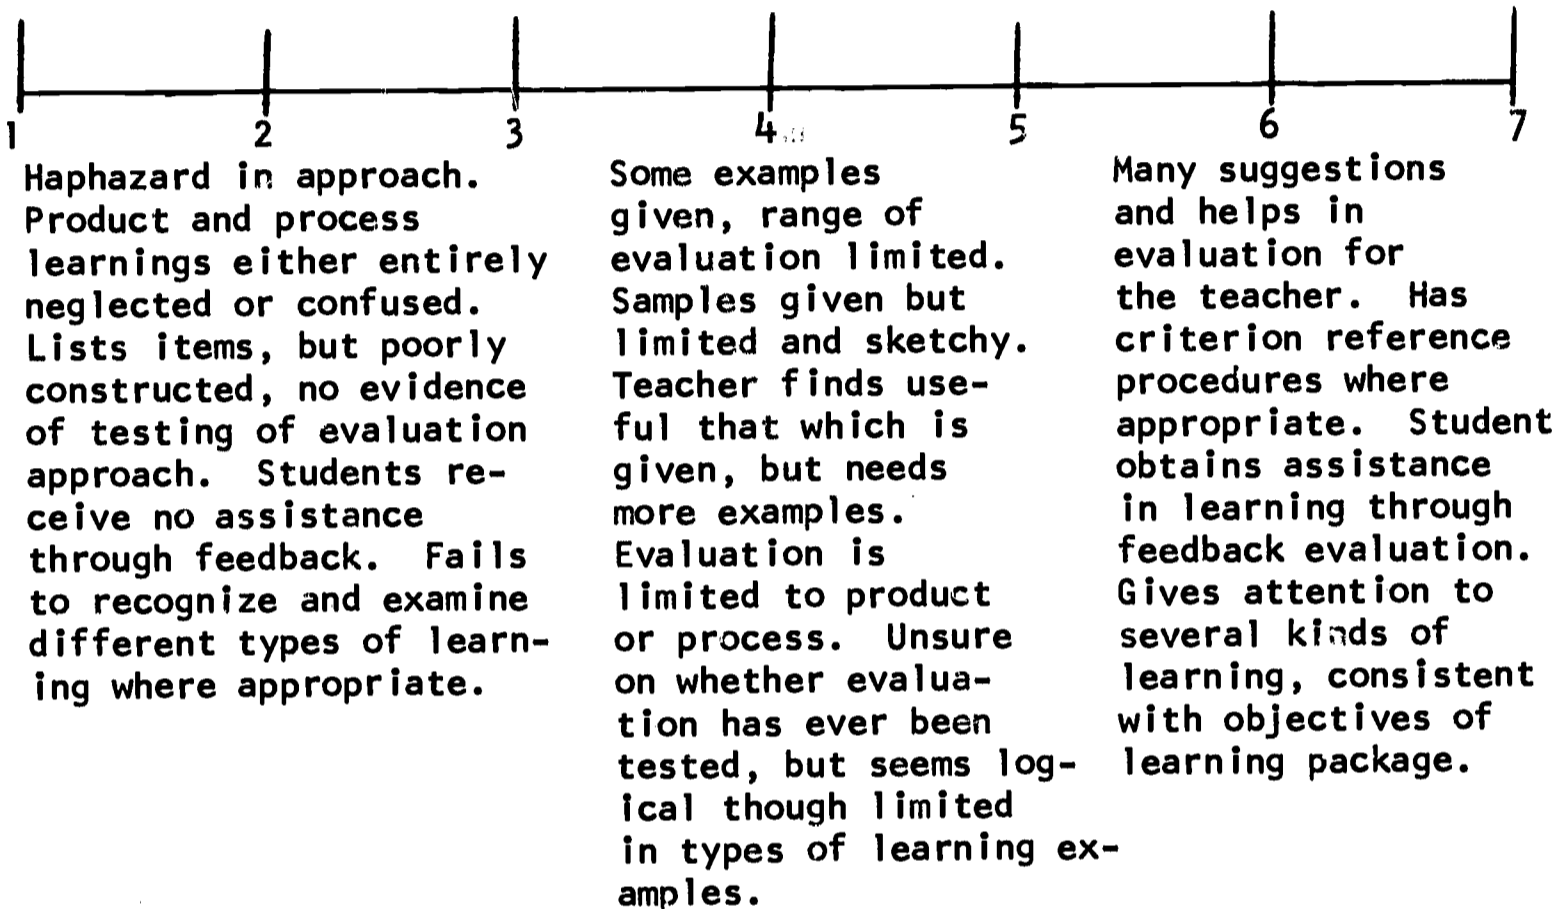 1 2 3 4 5 6 7
Haphazard in approach.
Product and process
learnings either entirely
neglected or confused.
Lists items, but poorly
constructed, no evidence
of testing of evaluation
approach. Students re-
ceive no assistance
through feedback. Fails
to recognize and examine
different types of learn-
ing where appropriate.
Some examples
given, range of
evaluation limited.
Samples given but
limited and sketchy.
Teacher finds use-
ful that which is
given, but needs
more examples.
Evaluation is
limited to product
or process. Unsure
on whether evalua-
tion has ever been
tested, but seems log-
ical though limited
in types of learning ex-
amples.
Many suggestions
and helps in
evaluation for
the teacher. Has
criterion reference
procedures where
appropriate. Student
obtains assistance
in learning through
feedback evaluation.
Gives attention to
several kinds of
learning, consistent
with objectives of
learning package.